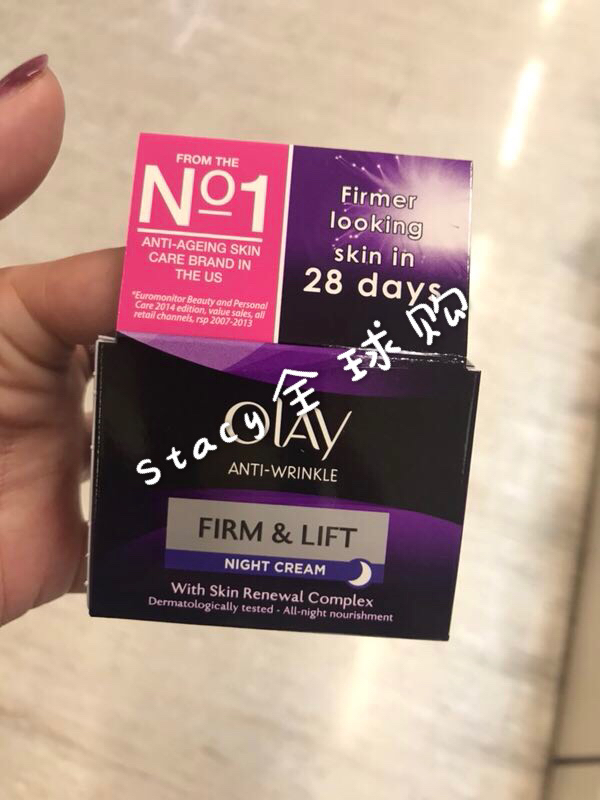 FROM THE
No1
ANTI-AGEING SKIN
CARE BRAND IN
THE US
*Euromonitor Beauty and Personal
Care 2014 edition, value sales, all
retail channels, rsp 2007-2013
Firmer
looking
skin in
28 days
Stacy全球购
OLAY
ANTI-WRINKLE
FIRM & LIFT
NIGHT CREAM
With Skin Renewal Complex
Dermatologically tested - All-night nourishment